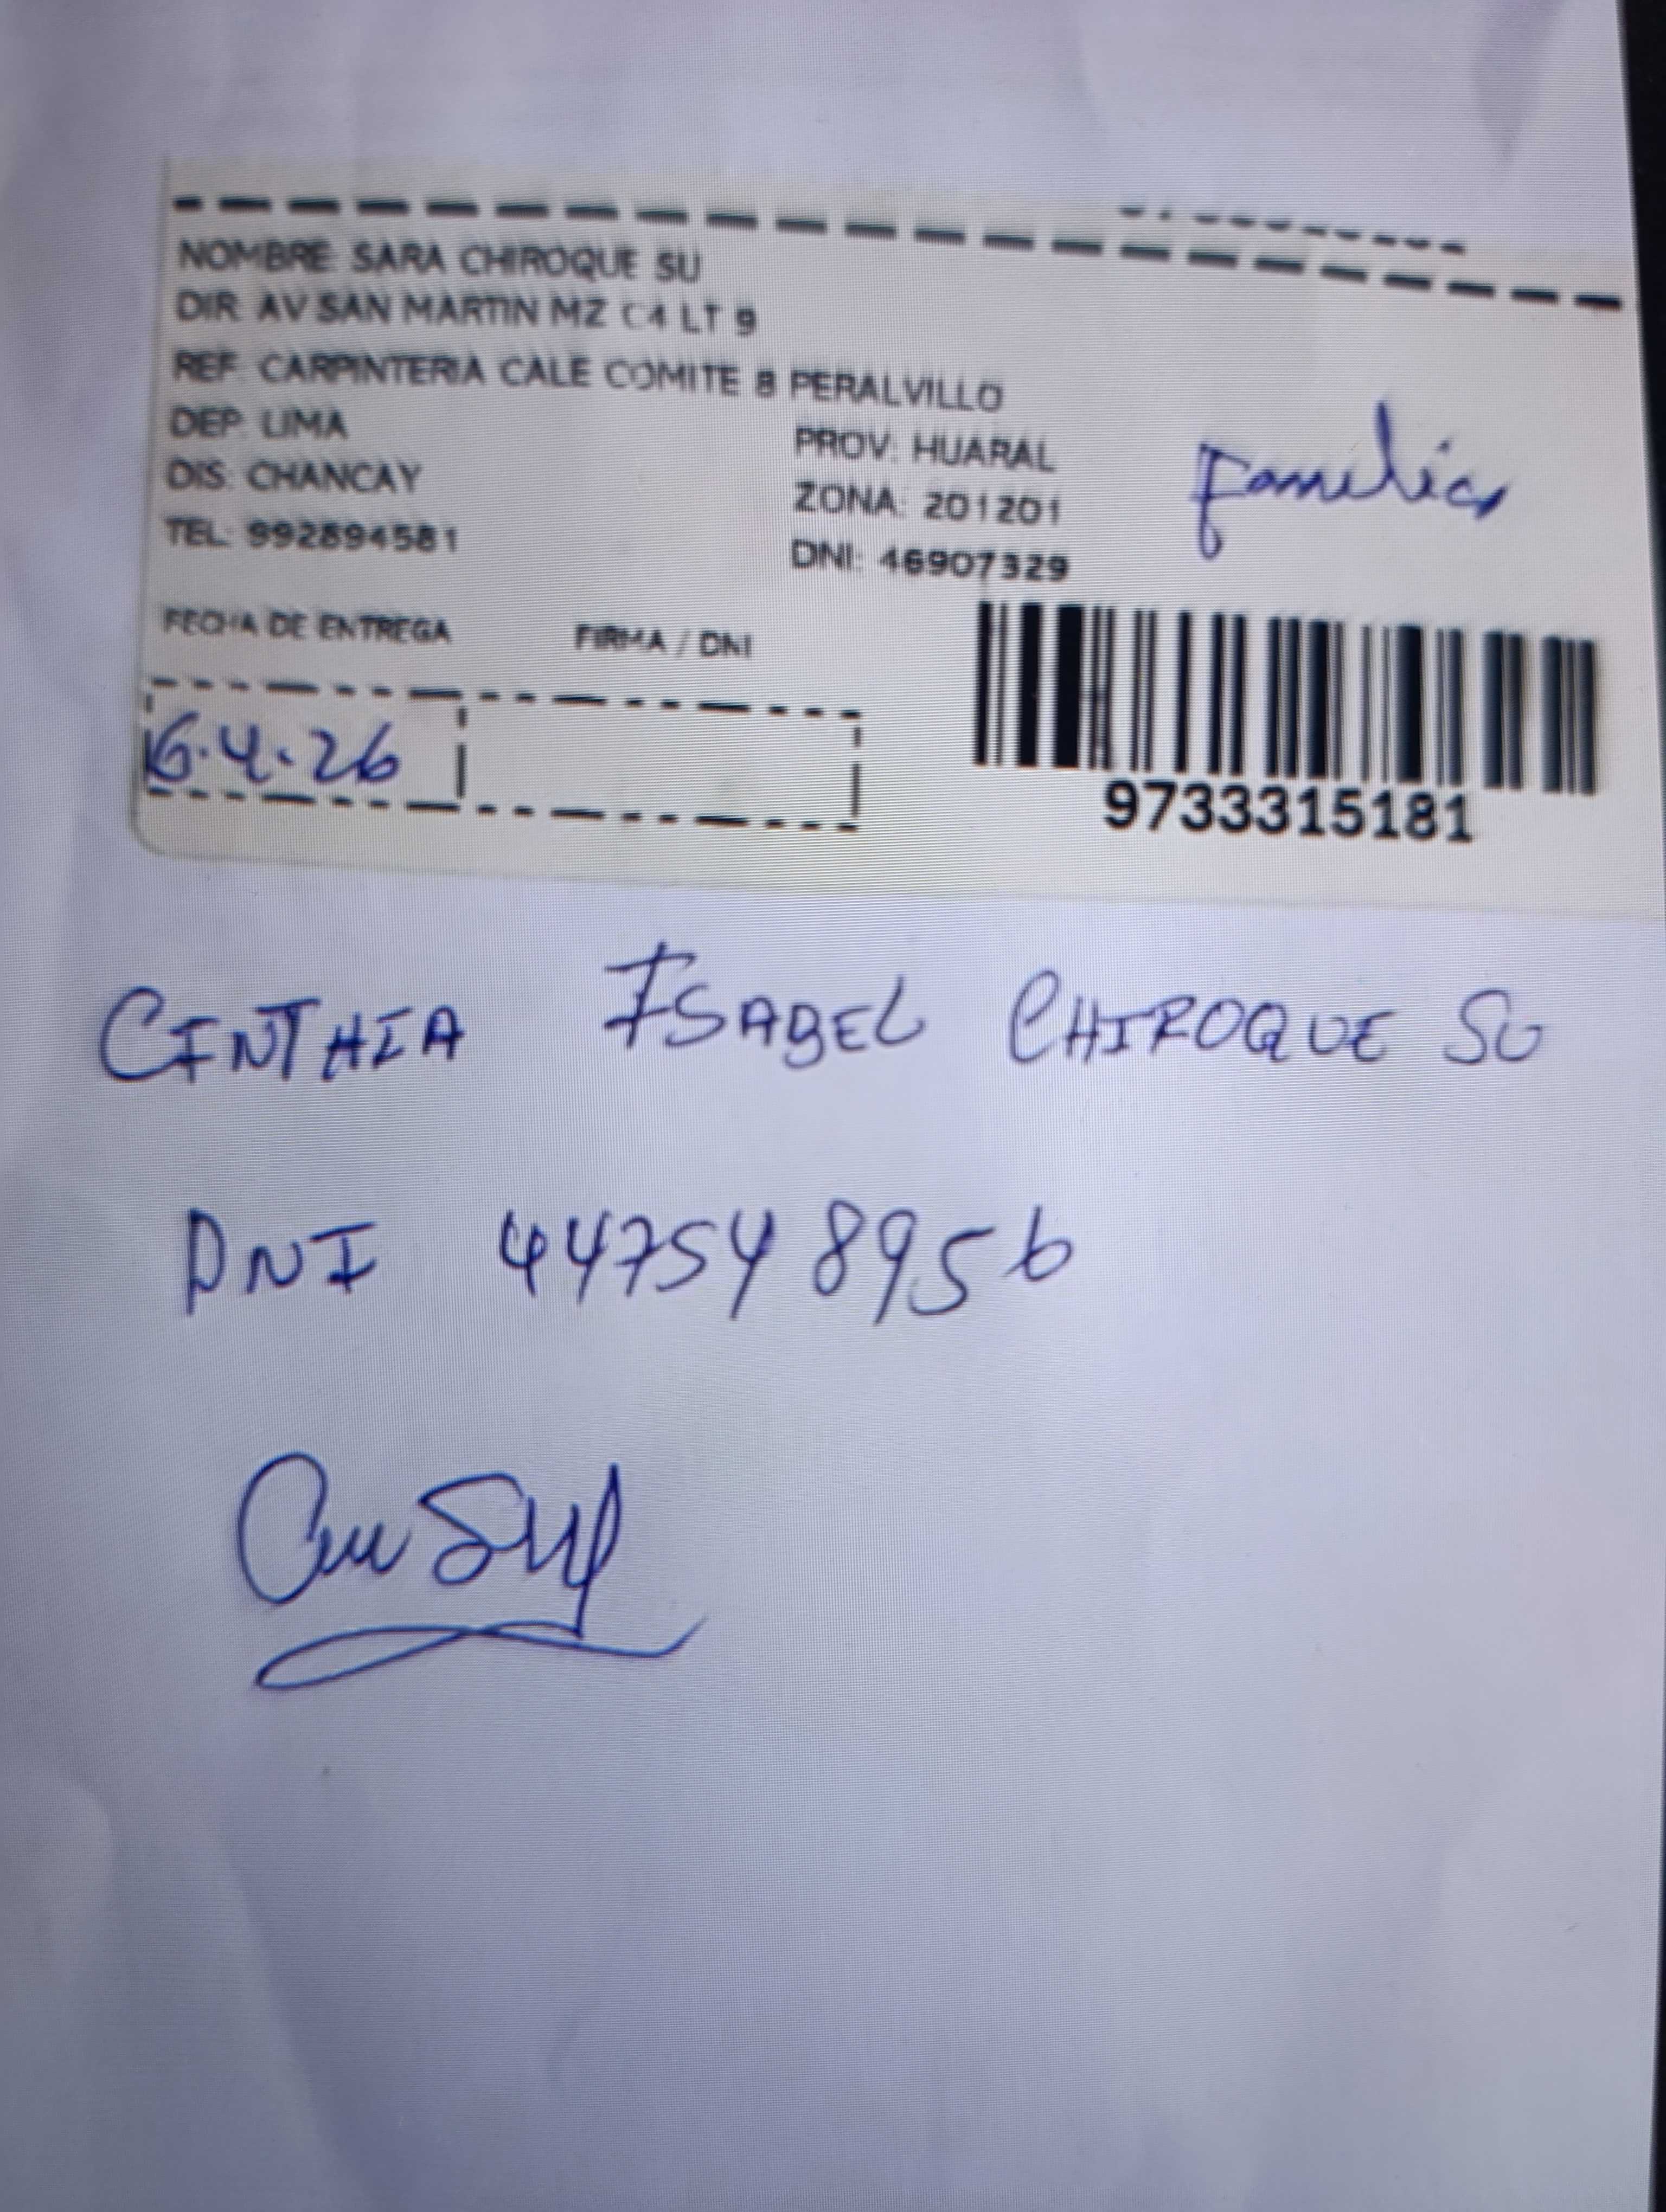 NOMBRE: SARA CHIROQUE SU
DIR: AV SAN MARTIN MZ C4 LT 9
REF: CARPINTERIA CALE COMITE 8 PERALVILLO
DEP: LIMA PROV: HUARAL
DIS: CHANCAY ZONA: 201201
TEL: 992894581 DNI: 46907329
Familia
FECHA DE ENTREGA FIRMA / DNI
16.4.26
9733315181
CINTHIA ISABEL CHIROQUE SU
DNI 447548956